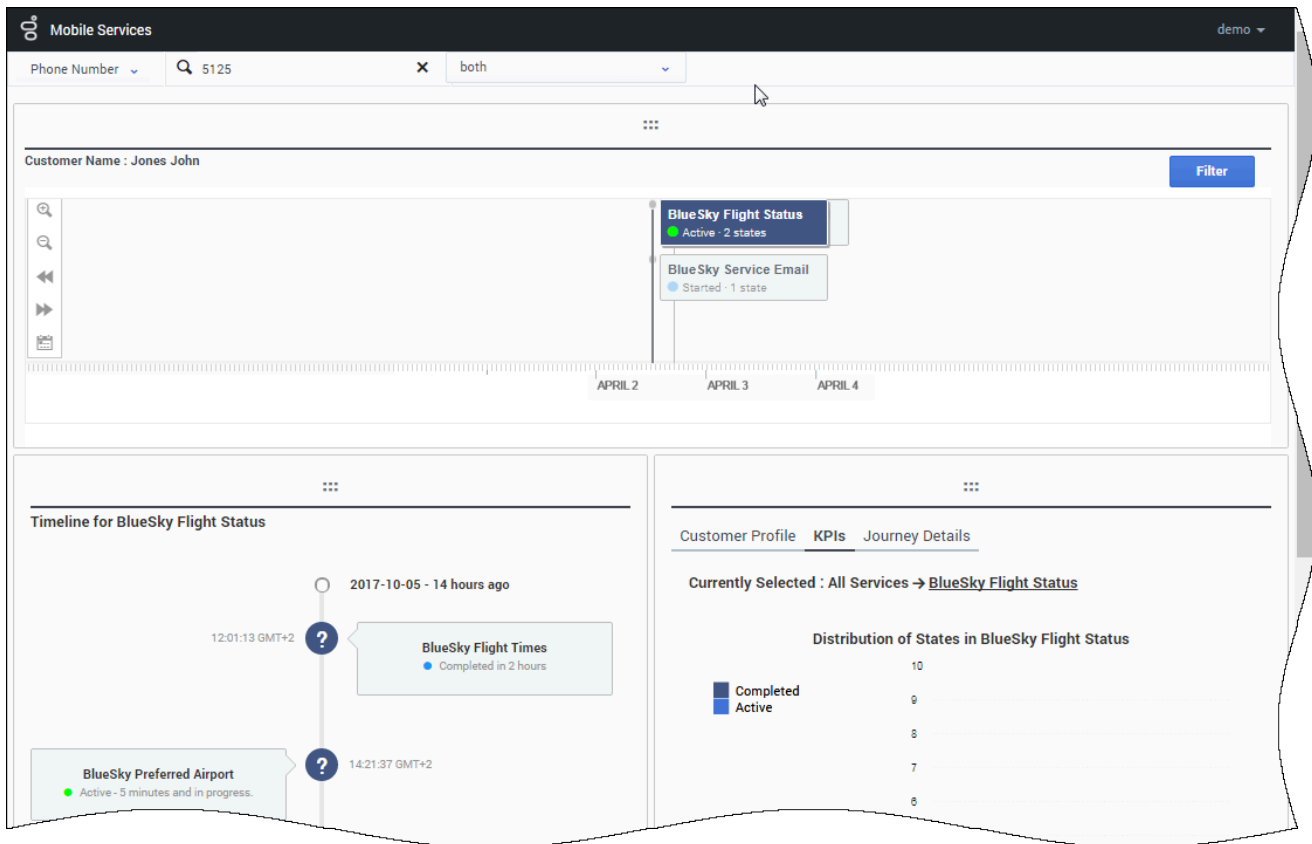 Mobile Services
demo
Phone Number
5125
both
Customer Name : Jones John
Filter
BlueSky Flight Status
Active · 2 states
BlueSky Service Email
Started · 1 state
APRIL 2
APRIL 3
APRIL 4
Timeline for BlueSky Flight Status
2017-10-05 - 14 hours ago
12:01:13 GMT+2
?
BlueSky Flight Times
Completed in 2 hours
BlueSky Preferred Airport
Active - 5 minutes and in progress.
?
14:21:37 GMT+2
Customer Profile KPIs Journey Details
Currently Selected : All Services → BlueSky Flight Status
Distribution of States in BlueSky Flight Status
Completed
Active
10
9
8
7
6